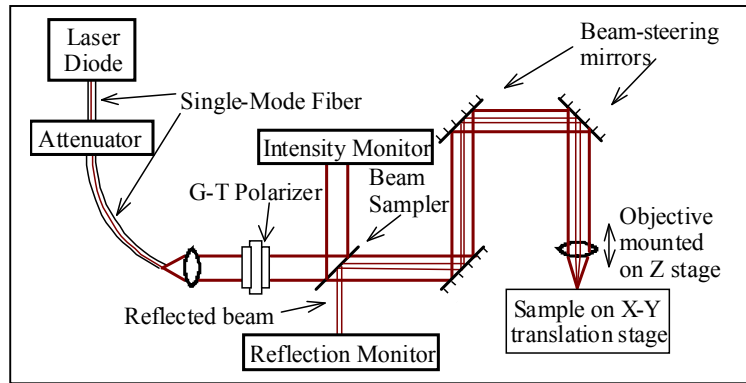 Laser
Diode
Single-Mode Fiber
Attenuator
Beam-steering
mirrors
Intensity Monitor
G-T Polarizer
Beam
Sampler
Objective
mounted
on Z stage
Reflected beam
Reflection Monitor
Sample on X-Y
translation stage